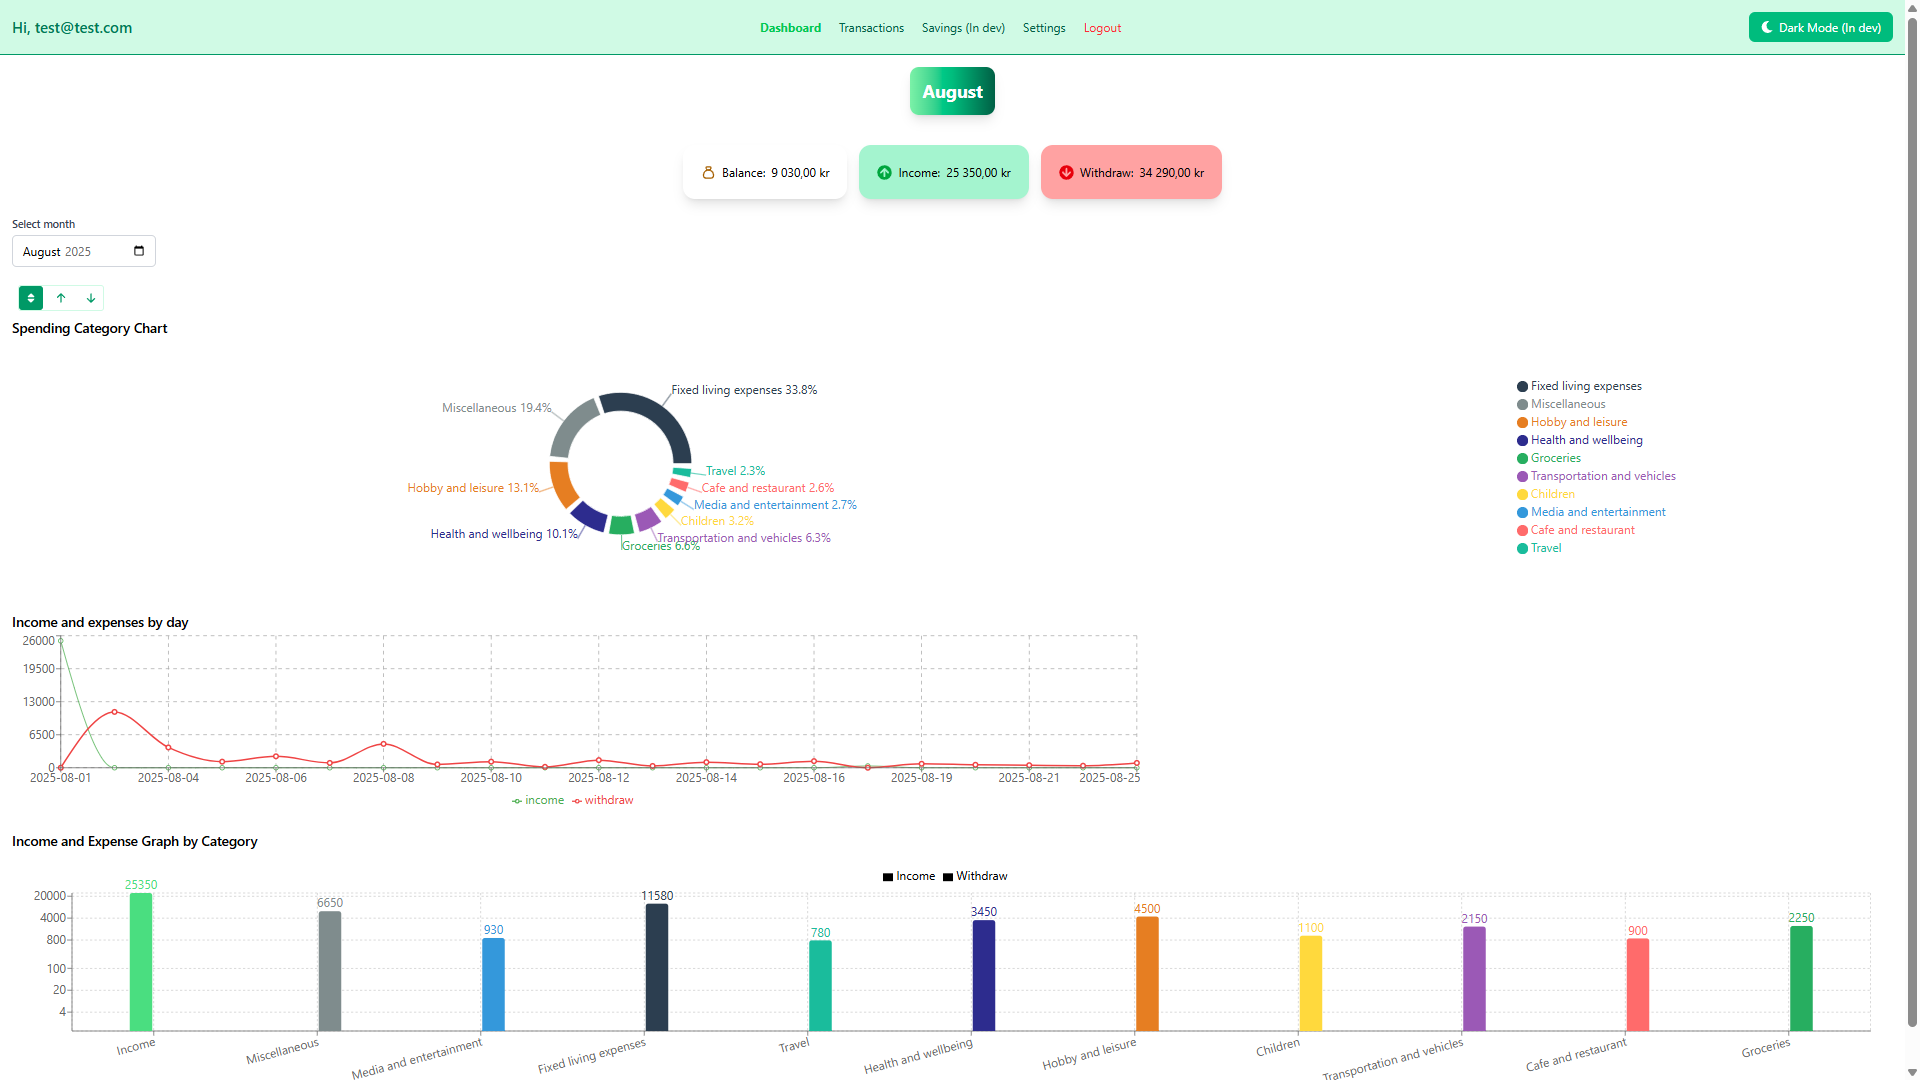 Hi, test@test.com
Dashboard Transactions Savings (In dev) Settings Logout
Dark Mode (In dev)
August
Balance: 9 030,00 kr
Income: 25 350,00 kr
Withdraw: 34 290,00 kr
Select month
August 2025
Spending Category Chart
Fixed living expenses 33.8%
Miscellaneous 19.4%
Hobby and leisure 13.1%
Health and wellbeing 10.1%
Groceries 6.6%
Transportation and vehicles 6.3%
Children 3.2%
Media and entertainment 2.7%
Cafe and restaurant 2.6%
Travel 2.3%
Fixed living expenses
Miscellaneous
Hobby and leisure
Health and wellbeing
Groceries
Transportation and vehicles
Children
Media and entertainment
Cafe and restaurant
Travel
Income and expenses by day
26000
19500
13000
6500
0
2025-08-01 2025-08-04 2025-08-06 2025-08-08 2025-08-10 2025-08-12 2025-08-14 2025-08-16 2025-08-19 2025-08-21 2025-08-25
income withdraw
Income and Expense Graph by Category
Income Withdraw
20000
4000
800
100
20
4
25350 6650 930 11580 780 3450 4500 1100 2150 900 2250
Income Miscellaneous Media and entertainment Fixed living expenses Travel Health and wellbeing Hobby and leisure Children Transportation and vehicles Cafe and restaurant Groceries